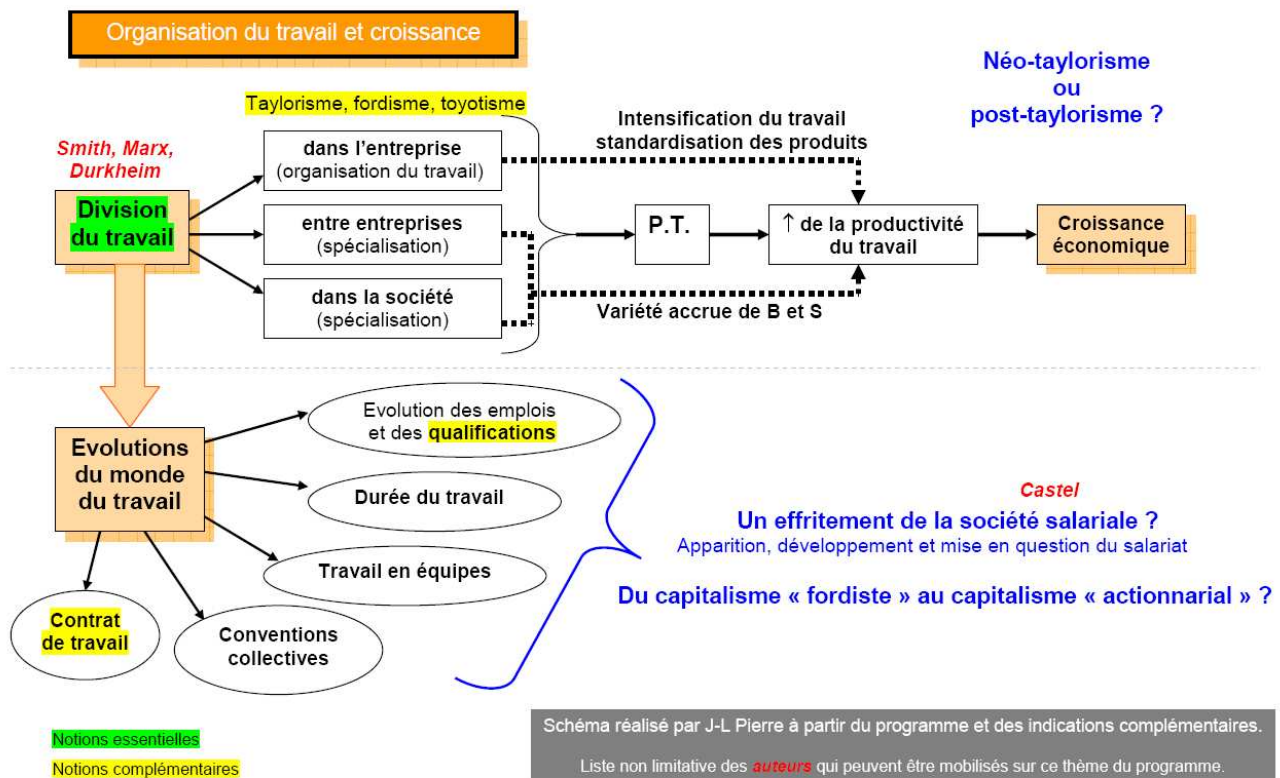 Organisation du travail et croissance
Néo-taylorisme
ou
post-taylorisme ?
Taylorisme, fordisme, toyotisme
Intensification du travail
standardisation des produits
Smith, Marx,
Durkheim
dans l'entreprise
(organisation du travail)
Division
du travail
entre entreprises
(spécialisation)
P.T.
↑ de la productivité
du travail
Croissance
économique
dans la société
(spécialisation)
Variété accrue de B et S
Evolution des emplois
et des qualifications
Evolutions
du monde
du travail
Durée du travail
Castel
Un effritement de la société salariale ?
Apparition, développement et mise en question du salariat
Travail en équipes
Du capitalisme « fordiste » au capitalisme « actionnarial » ?
Contrat
de travail
Conventions
collectives
Notions essentielles
Notions complémentaires
Schéma réalisé par J-L Pierre à partir du programme et des indications complémentaires.
Liste non limitative des auteurs qui peuvent être mobilisés sur ce thème du programme.